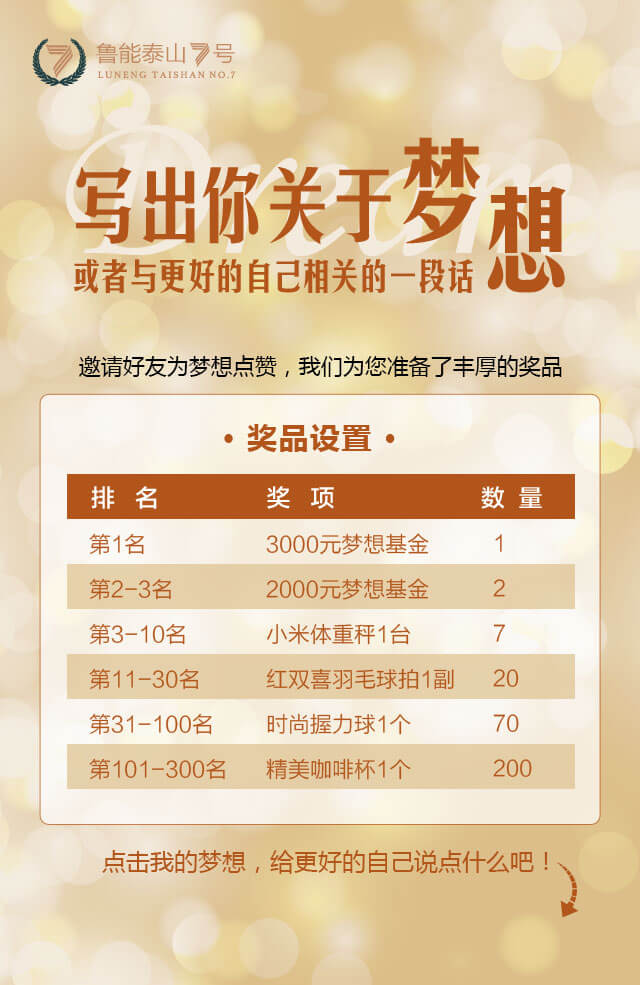 鲁能泰山7号
LUNENG TAISHAN NO.7
Dream
写出你关于梦想
或者与更好的自己相关的一段话
邀请好友为梦想点赞，我们为您准备了丰厚的奖品
• 奖品设置 •
排 名 奖 项 数 量
第1名 3000元梦想基金 1
第2-3名 2000元梦想基金 2
第3-10名 小米体重秤1台 7
第11-30名 红双喜羽毛球拍1副 20
第31-100名 时尚握力球1个 70
第101-300名 精美咖啡杯1个 200
点击我的梦想，给更好的自己说点什么吧！